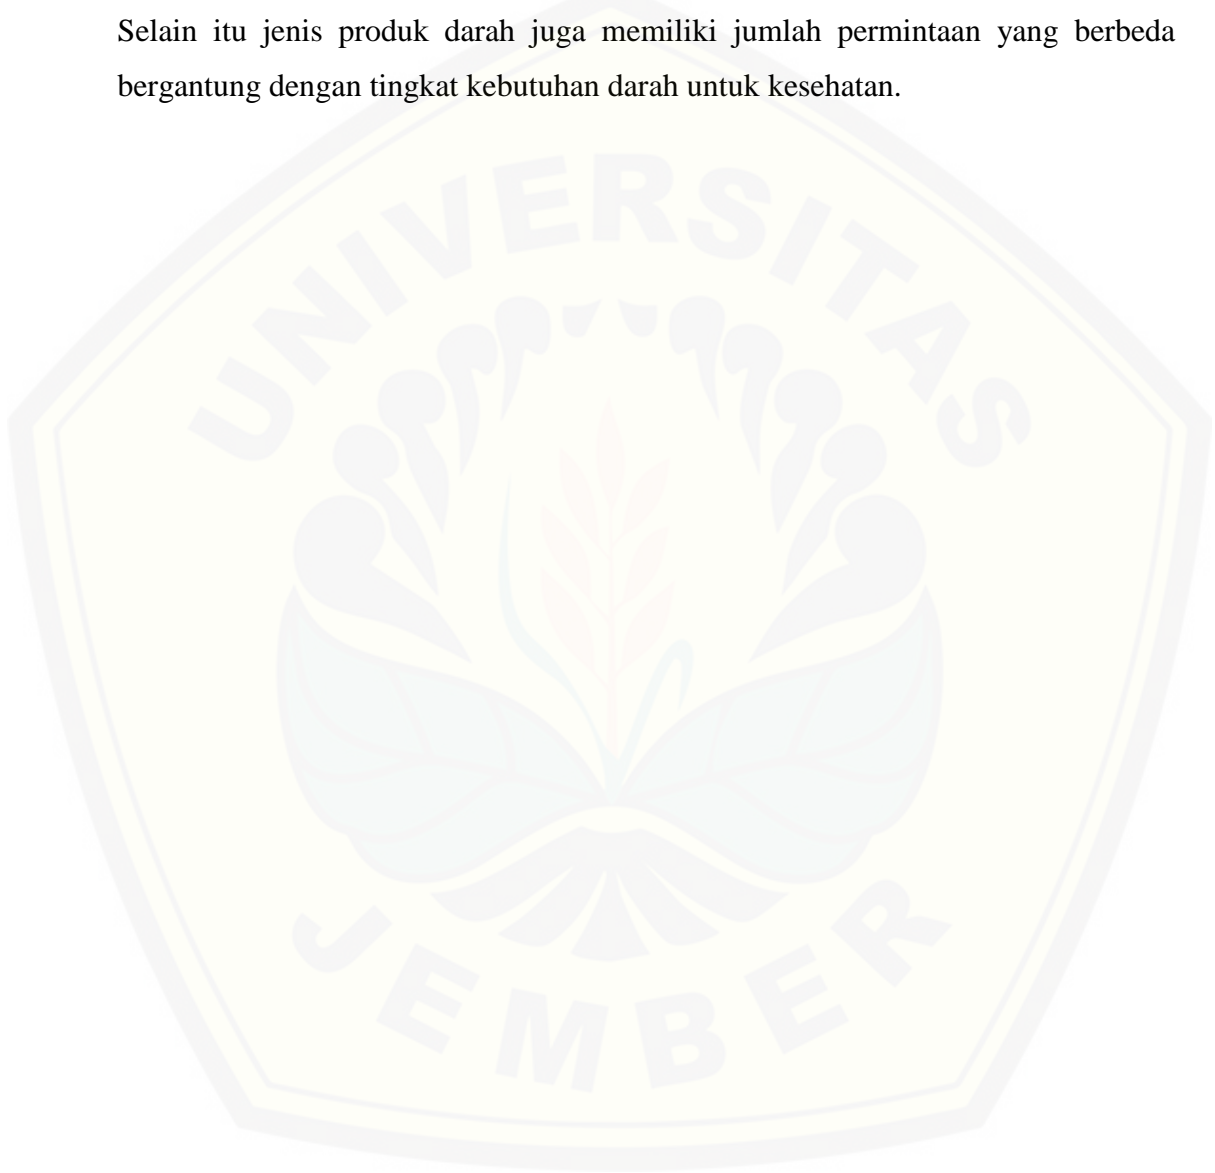 Selain itu jenis produk darah juga memiliki jumlah permintaan yang berbeda
bergantung dengan tingkat kebutuhan darah untuk kesehatan.
UNIVERSITAS
JEMBER